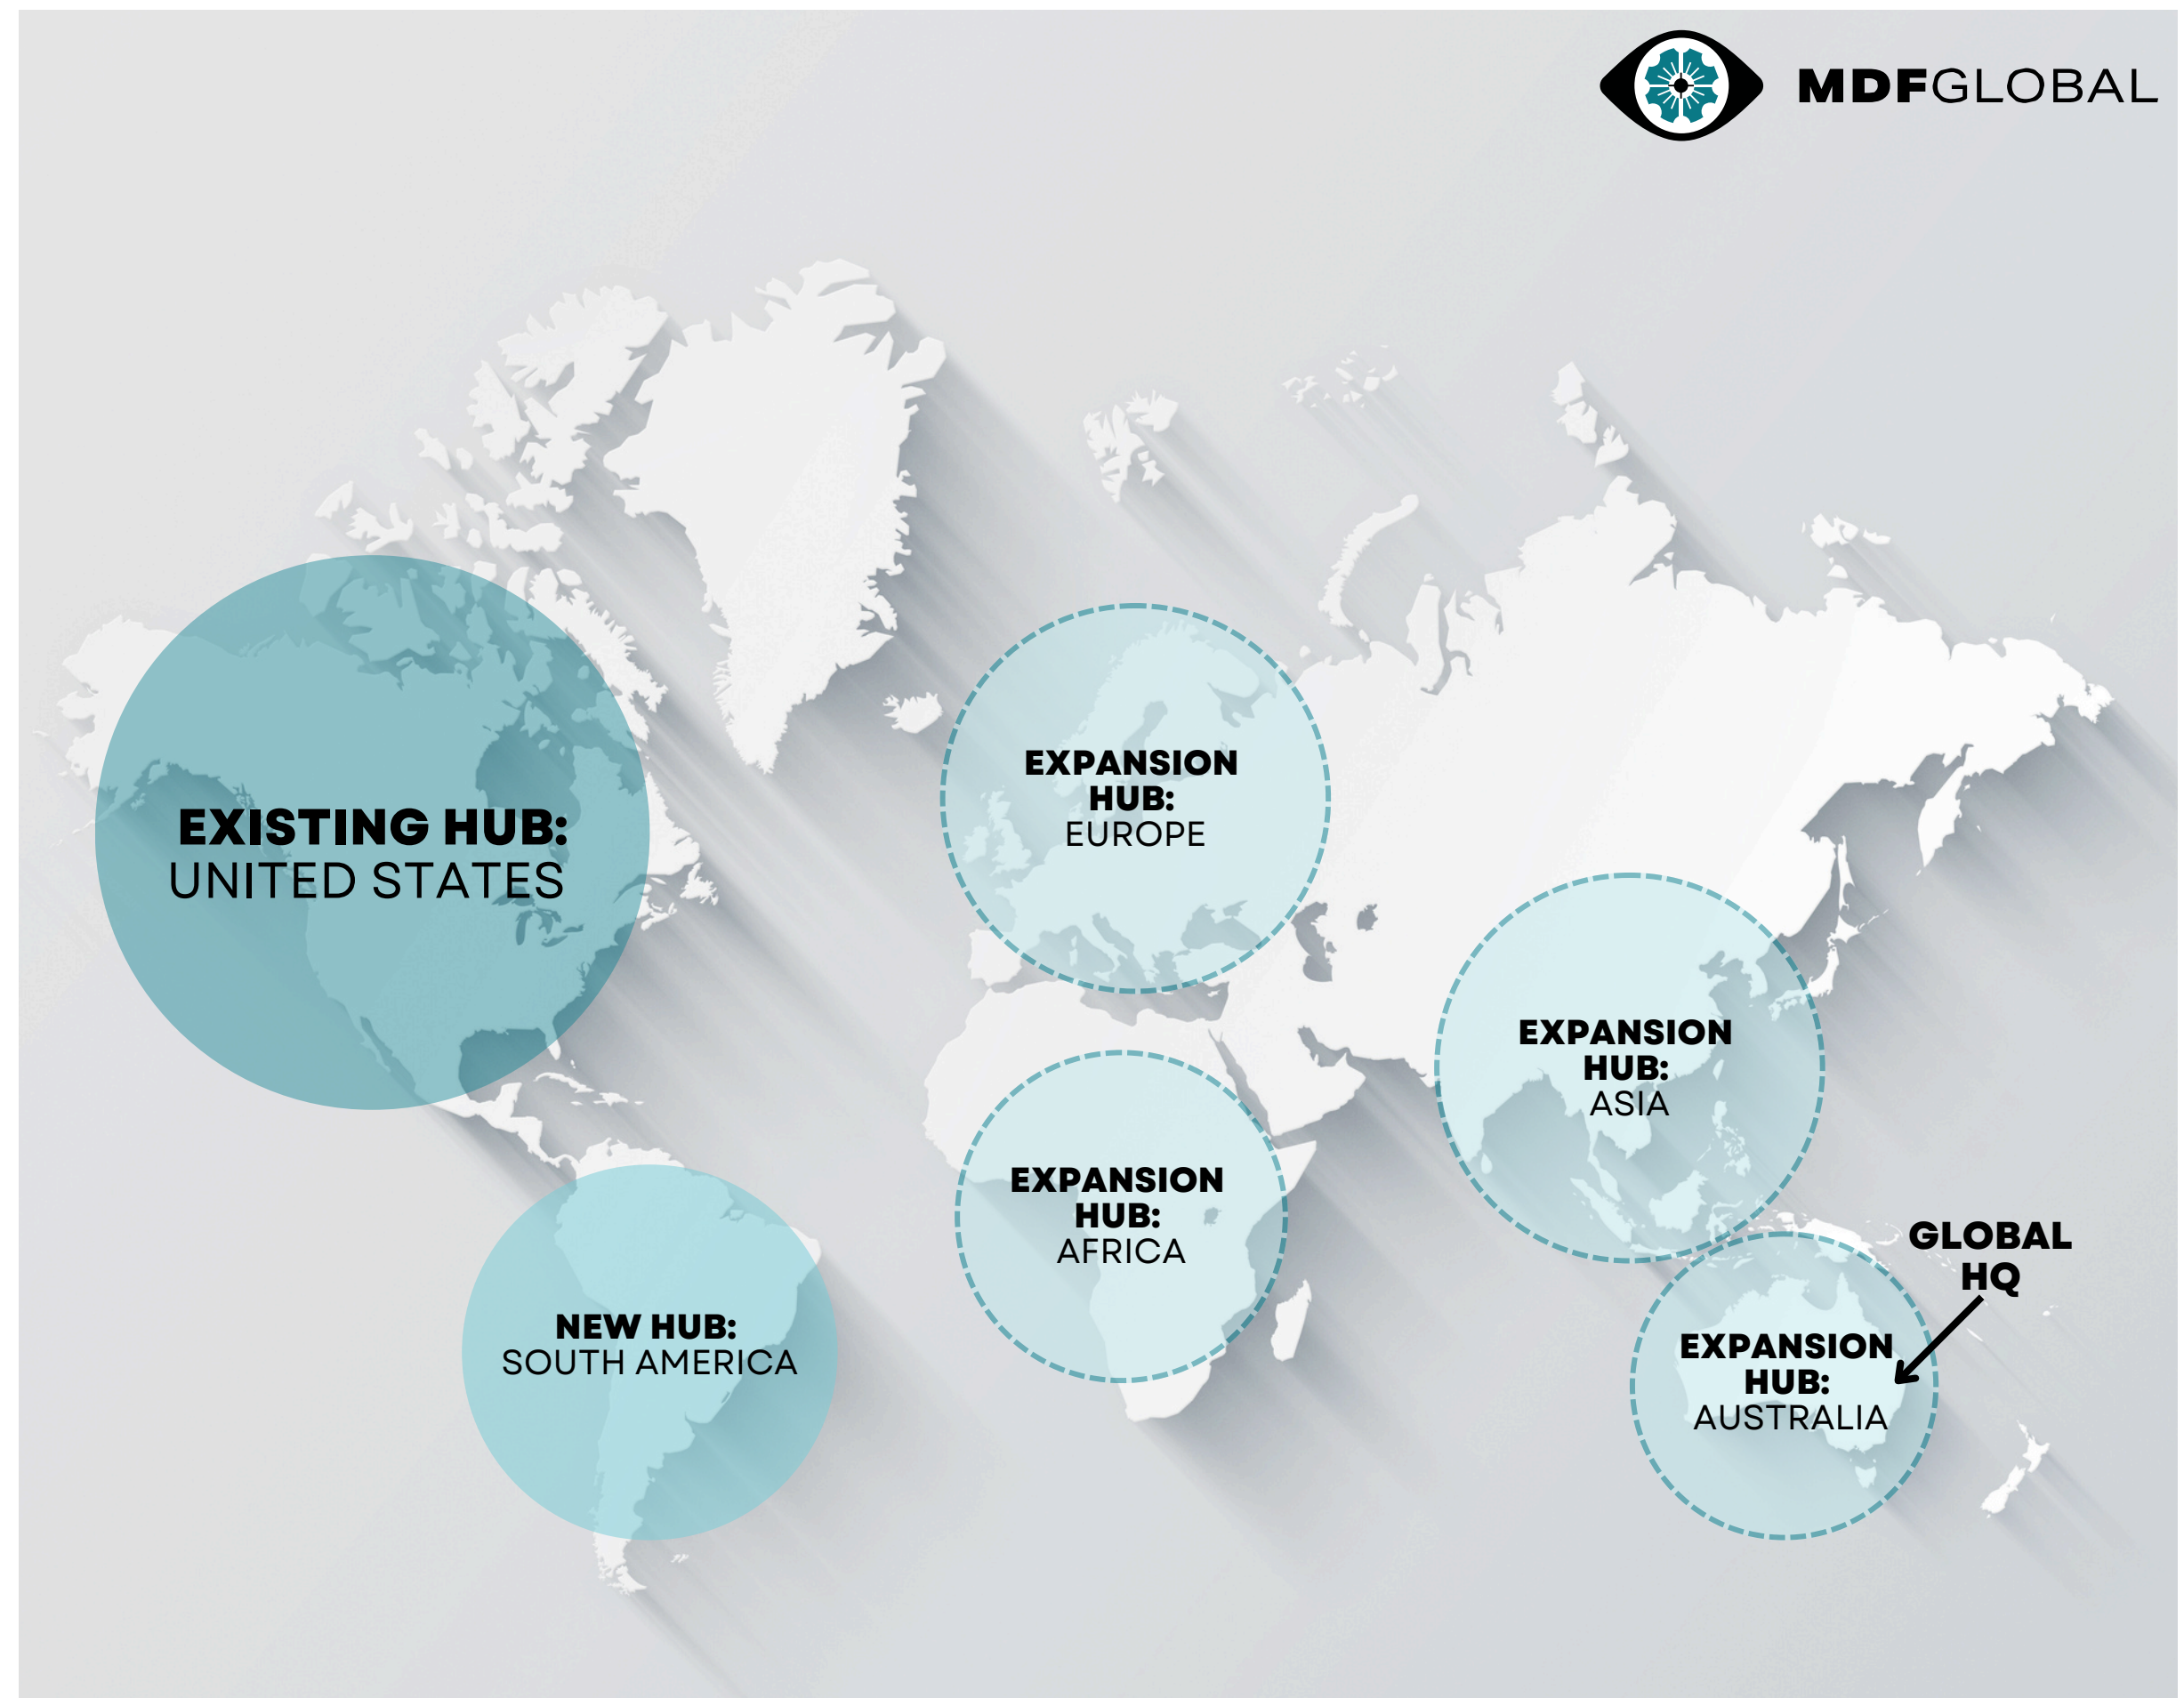 MDFGLOBAL
EXPANSION
HUB:
EUROPE
EXISTING HUB:
UNITED STATES
EXPANSION
HUB:
ASIA
EXPANSION
HUB:
AFRICA
GLOBAL
HQ
NEW HUB:
SOUTH AMERICA
EXPANSION
HUB:
AUSTRALIA